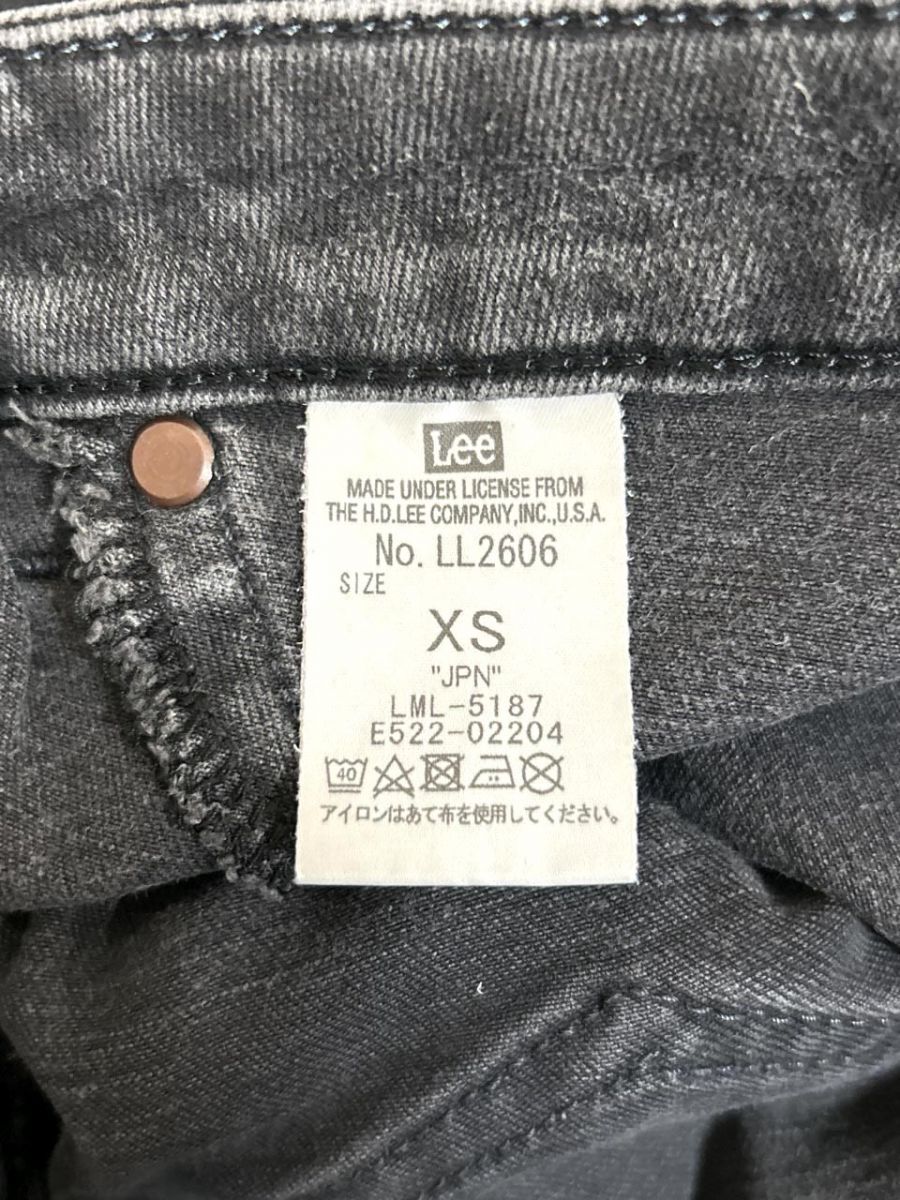 Lee
MADE UNDER LICENSE FROM
THE H.D.LEE COMPANY,INC.,U.S.A.
No. LL2606
SIZE
XS
"JPN"
LML-5187
E522-02204
40
アイロンはあて布を使用してください。